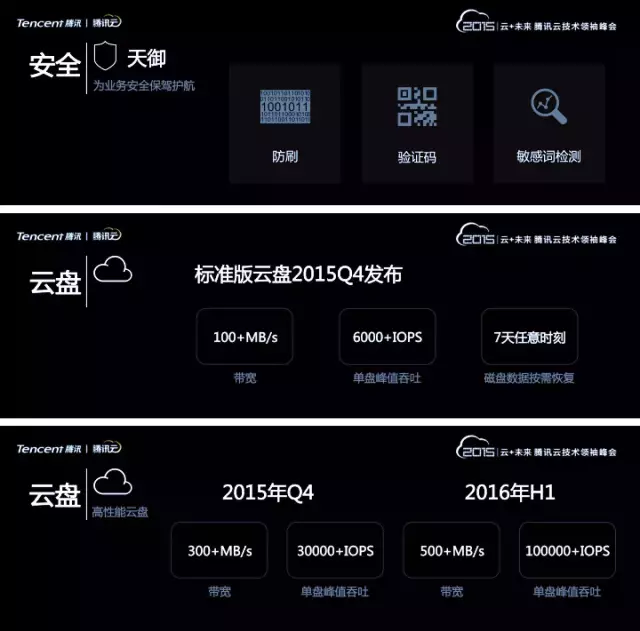 Tencent 腾讯 | 腾讯云
2015 云+未来 腾讯云技术领袖峰会
安全 天御
为业务安全保驾护航
1001011
防刷 验证码 敏感词检测
Tencent 腾讯 | 腾讯云
2015 云+未来 腾讯云技术领袖峰会
云盘
标准版云盘2015Q4发布
100+MB/s 6000+IOPS 7天任意时刻
带宽 单盘峰值吞吐 磁盘数据按需恢复
Tencent 腾讯 | 腾讯云
2015 云+未来 腾讯云技术领袖峰会
云盘
高性能云盘
2015年Q4 2016年H1
300+MB/s 30000+IOPS 500+MB/s 100000+IOPS
带宽 单盘峰值吞吐 带宽 单盘峰值吞吐